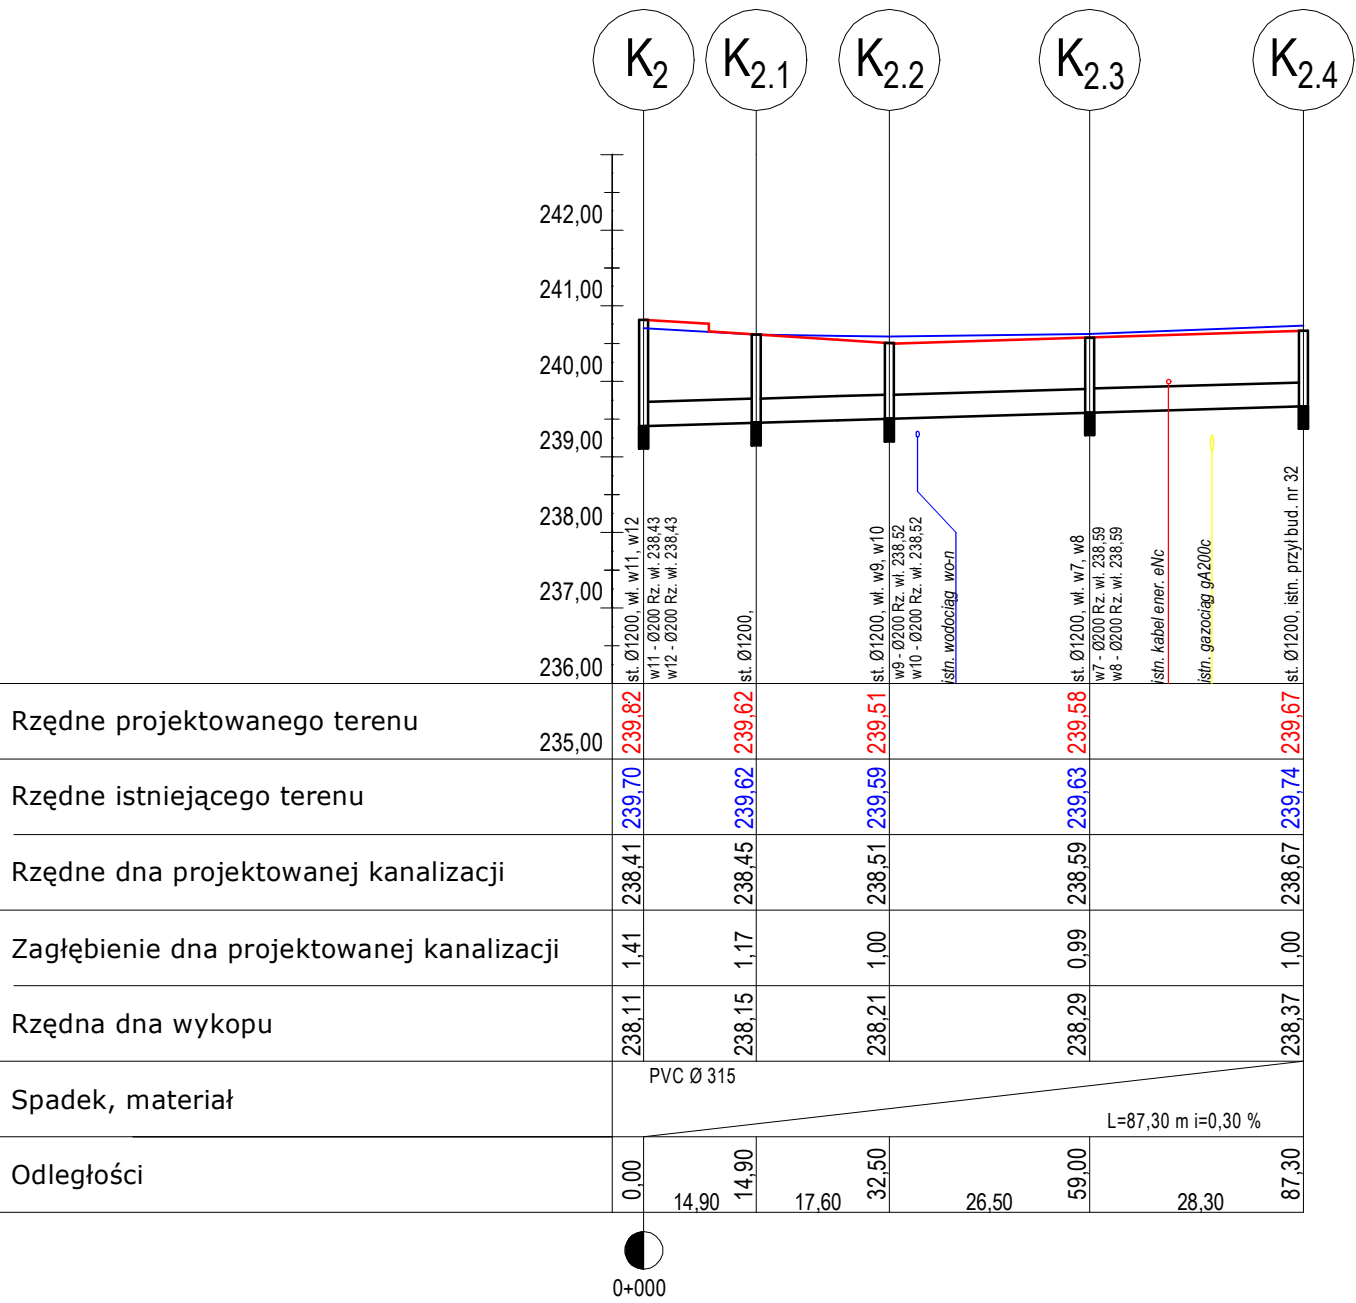 K2
K2.1
K2.2
K2.3
K2.4
242,00
241,00
240,00
239,00
238,00
237,00
236,00
235,00
st. Ø1200, wł. w11, w12
w11 - Ø200 Rz. wł. 238,43
w12 - Ø200 Rz. wł. 238,43
st. Ø1200,
st. Ø1200, wł. w9, w10
w9 - Ø200 Rz. wł. 238,52
w10 - Ø200 Rz. wł. 238,52
istn. wodociąg wo-n
st. Ø1200, wł. w7, w8
w7 - Ø200 Rz. wł. 238,59
w8 - Ø200 Rz. wł. 238,59
istn. kabel ener. eNc
istn. gazociąg gA200c
st. Ø1200, istn. przył bud. nr 32
Rzędne projektowanego terenu
239,82 239,62 239,51 239,58 239,67
Rzędne istniejącego terenu
239,70 239,62 239,59 239,63 239,74
Rzędne dna projektowanej kanalizacji
238,41 238,45 238,51 238,59 238,67
Zagłębienie dna projektowanej kanalizacji
1,41 1,17 1,00 0,99 1,00
Rzędna dna wykopu
238,11 238,15 238,21 238,29 238,37
Spadek, materiał
PVC Ø 315
L=87,30 m i=0,30 %
Odległości
0,00 14,90 32,50 59,00 87,30
14,90 17,60 26,50 28,30
0+000